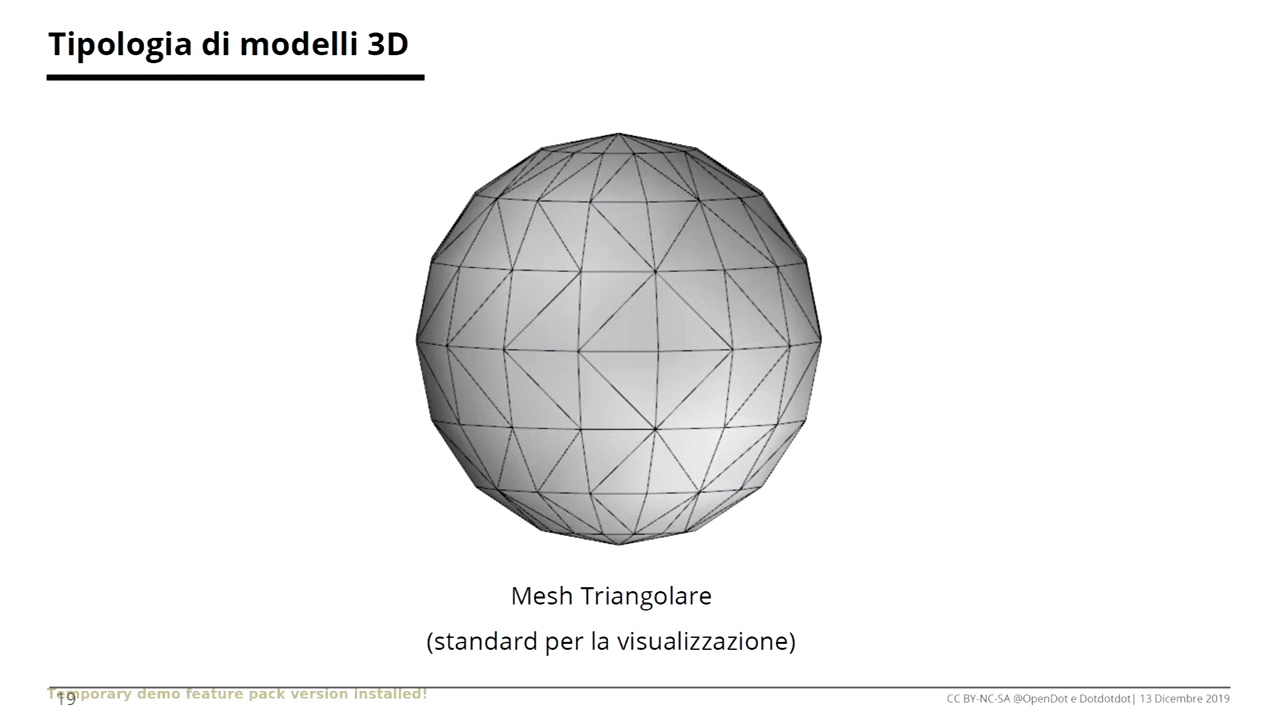 Tipologia di modelli 3D
Mesh Triangolare
(standard per la visualizzazione)
Temporary demo feature pack version installed!
19
CC BY-NC-SA @OpenDot e Dotdotdot| 13 Dicembre 2019